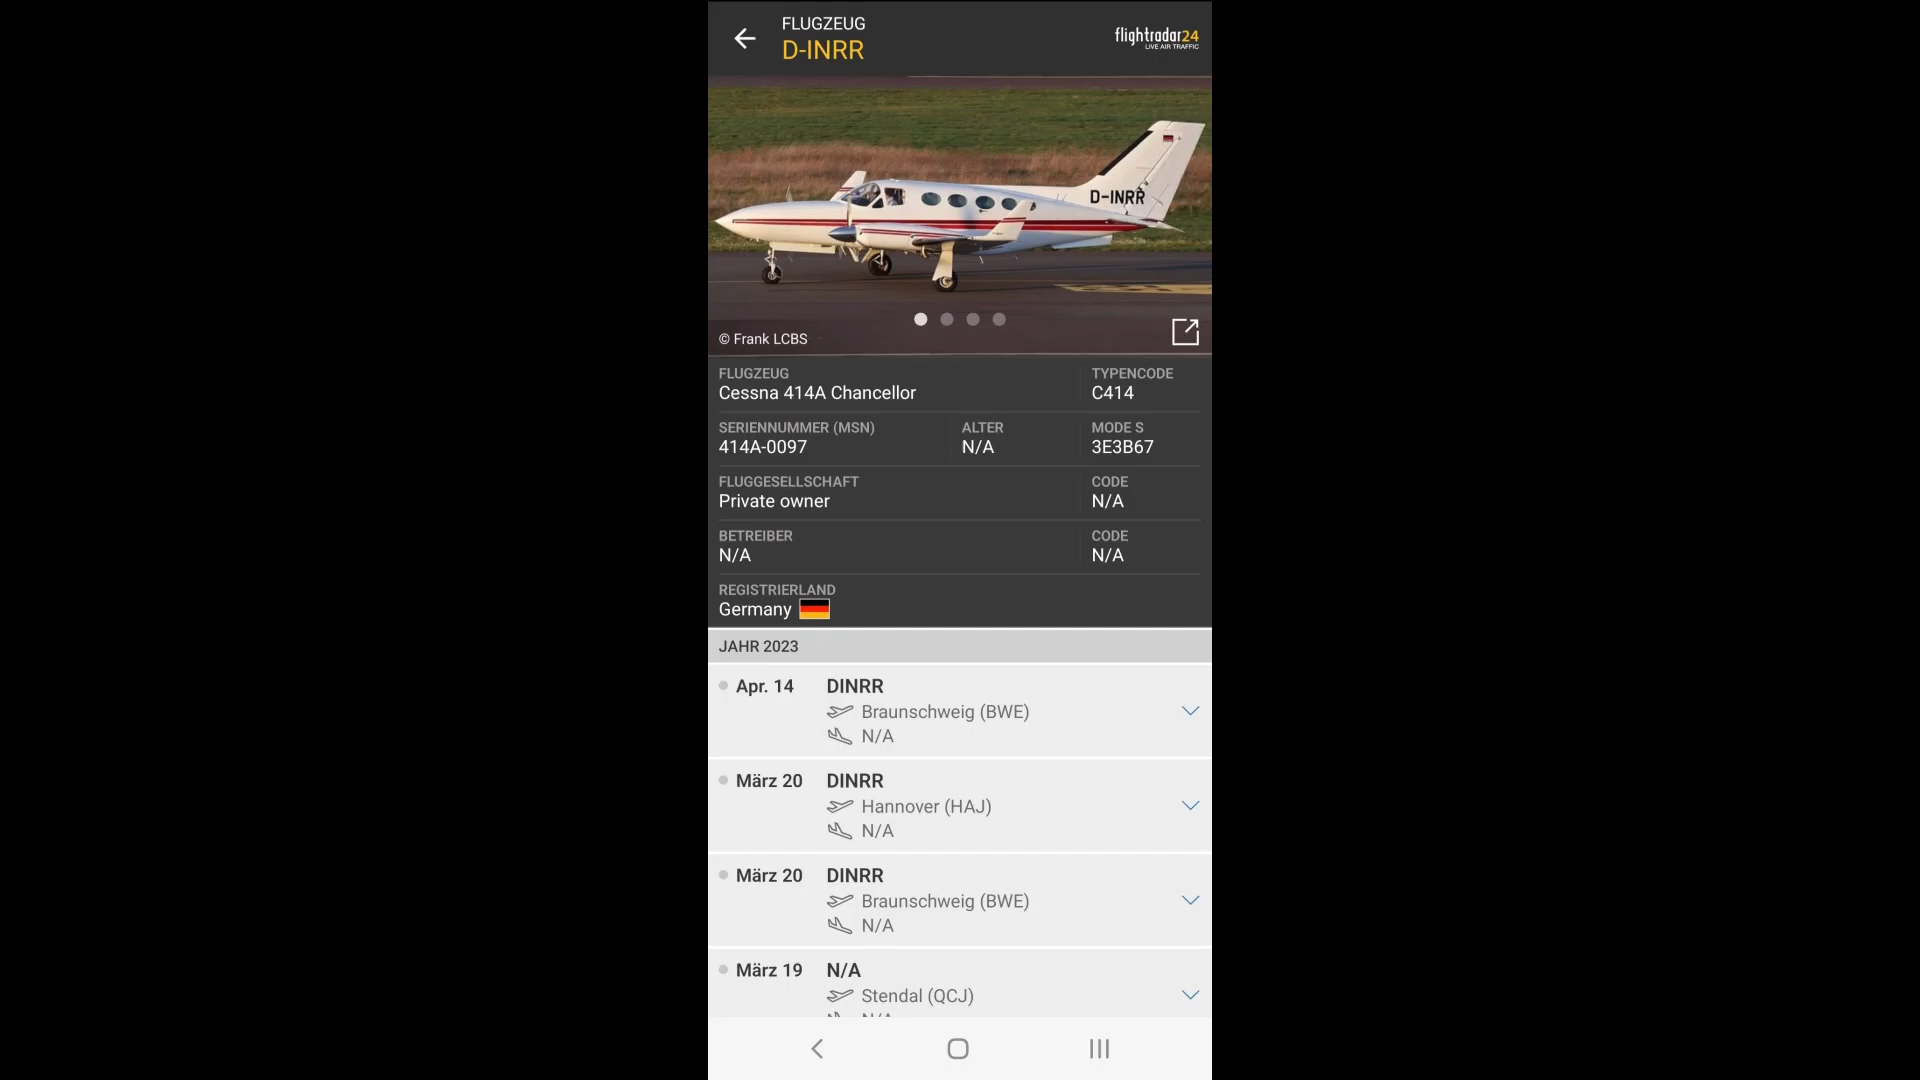 FLUGZEUG
D-INRR
flightradar24
LIVE AIR TRAFFIC
D-INRR
© Frank LCBS
FLUGZEUG
Cessna 414A Chancellor
TYPENCODE
C414
SERIENNUMMER (MSN)
414A-0097
ALTER
N/A
MODE S
3E3B67
FLUGGESELLSCHAFT
Private owner
CODE
N/A
BETREIBER
N/A
CODE
N/A
REGISTRIERLAND
Germany
JAHR 2023
Apr. 14
DINRR
Braunschweig (BWE)
N/A
März 20
DINRR
Hannover (HAJ)
N/A
März 20
DINRR
Braunschweig (BWE)
N/A
März 19
N/A
Stendal (QCJ)